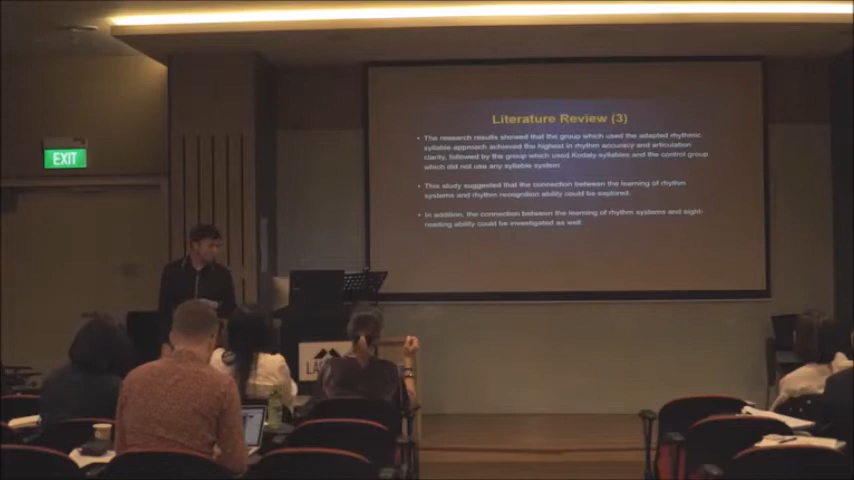 Literature Review (3)
• The research results showed that the group which used the adapted rhythmic
syllable approach achieved the highest in rhythm accuracy and articulation
clarity, followed by the group which used Kodaly syllables and the control group
which did not use any syllable system.
• This study suggested that the connection between the learning of rhythm
systems and rhythm recognition ability could be explored.
• In addition, the connection between the learning of rhythm systems and sight-
reading ability could be investigated as well.
EXIT